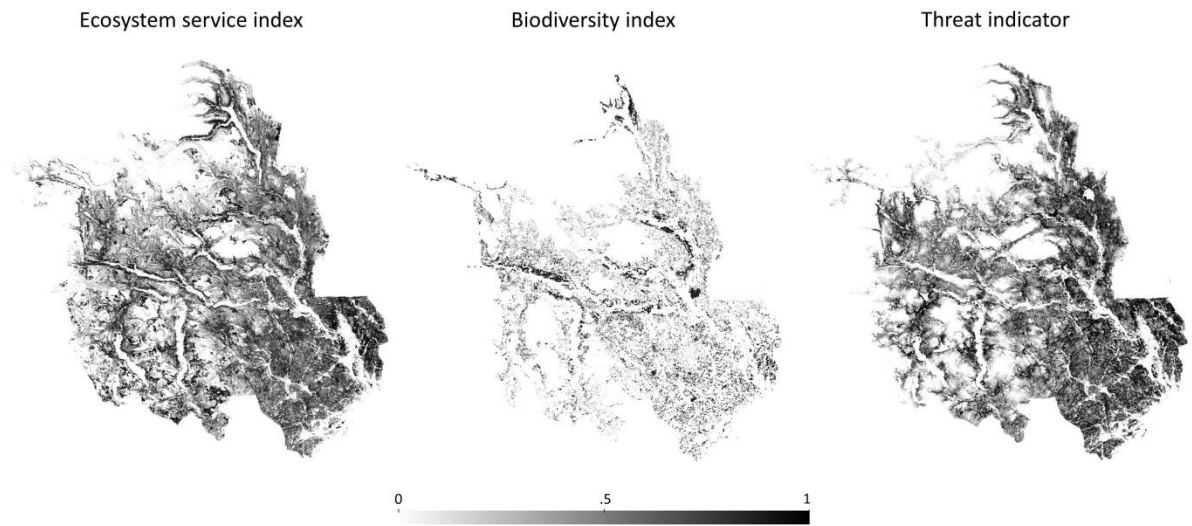 Ecosystem service index
Biodiversity index
Threat indicator
0
.5
1